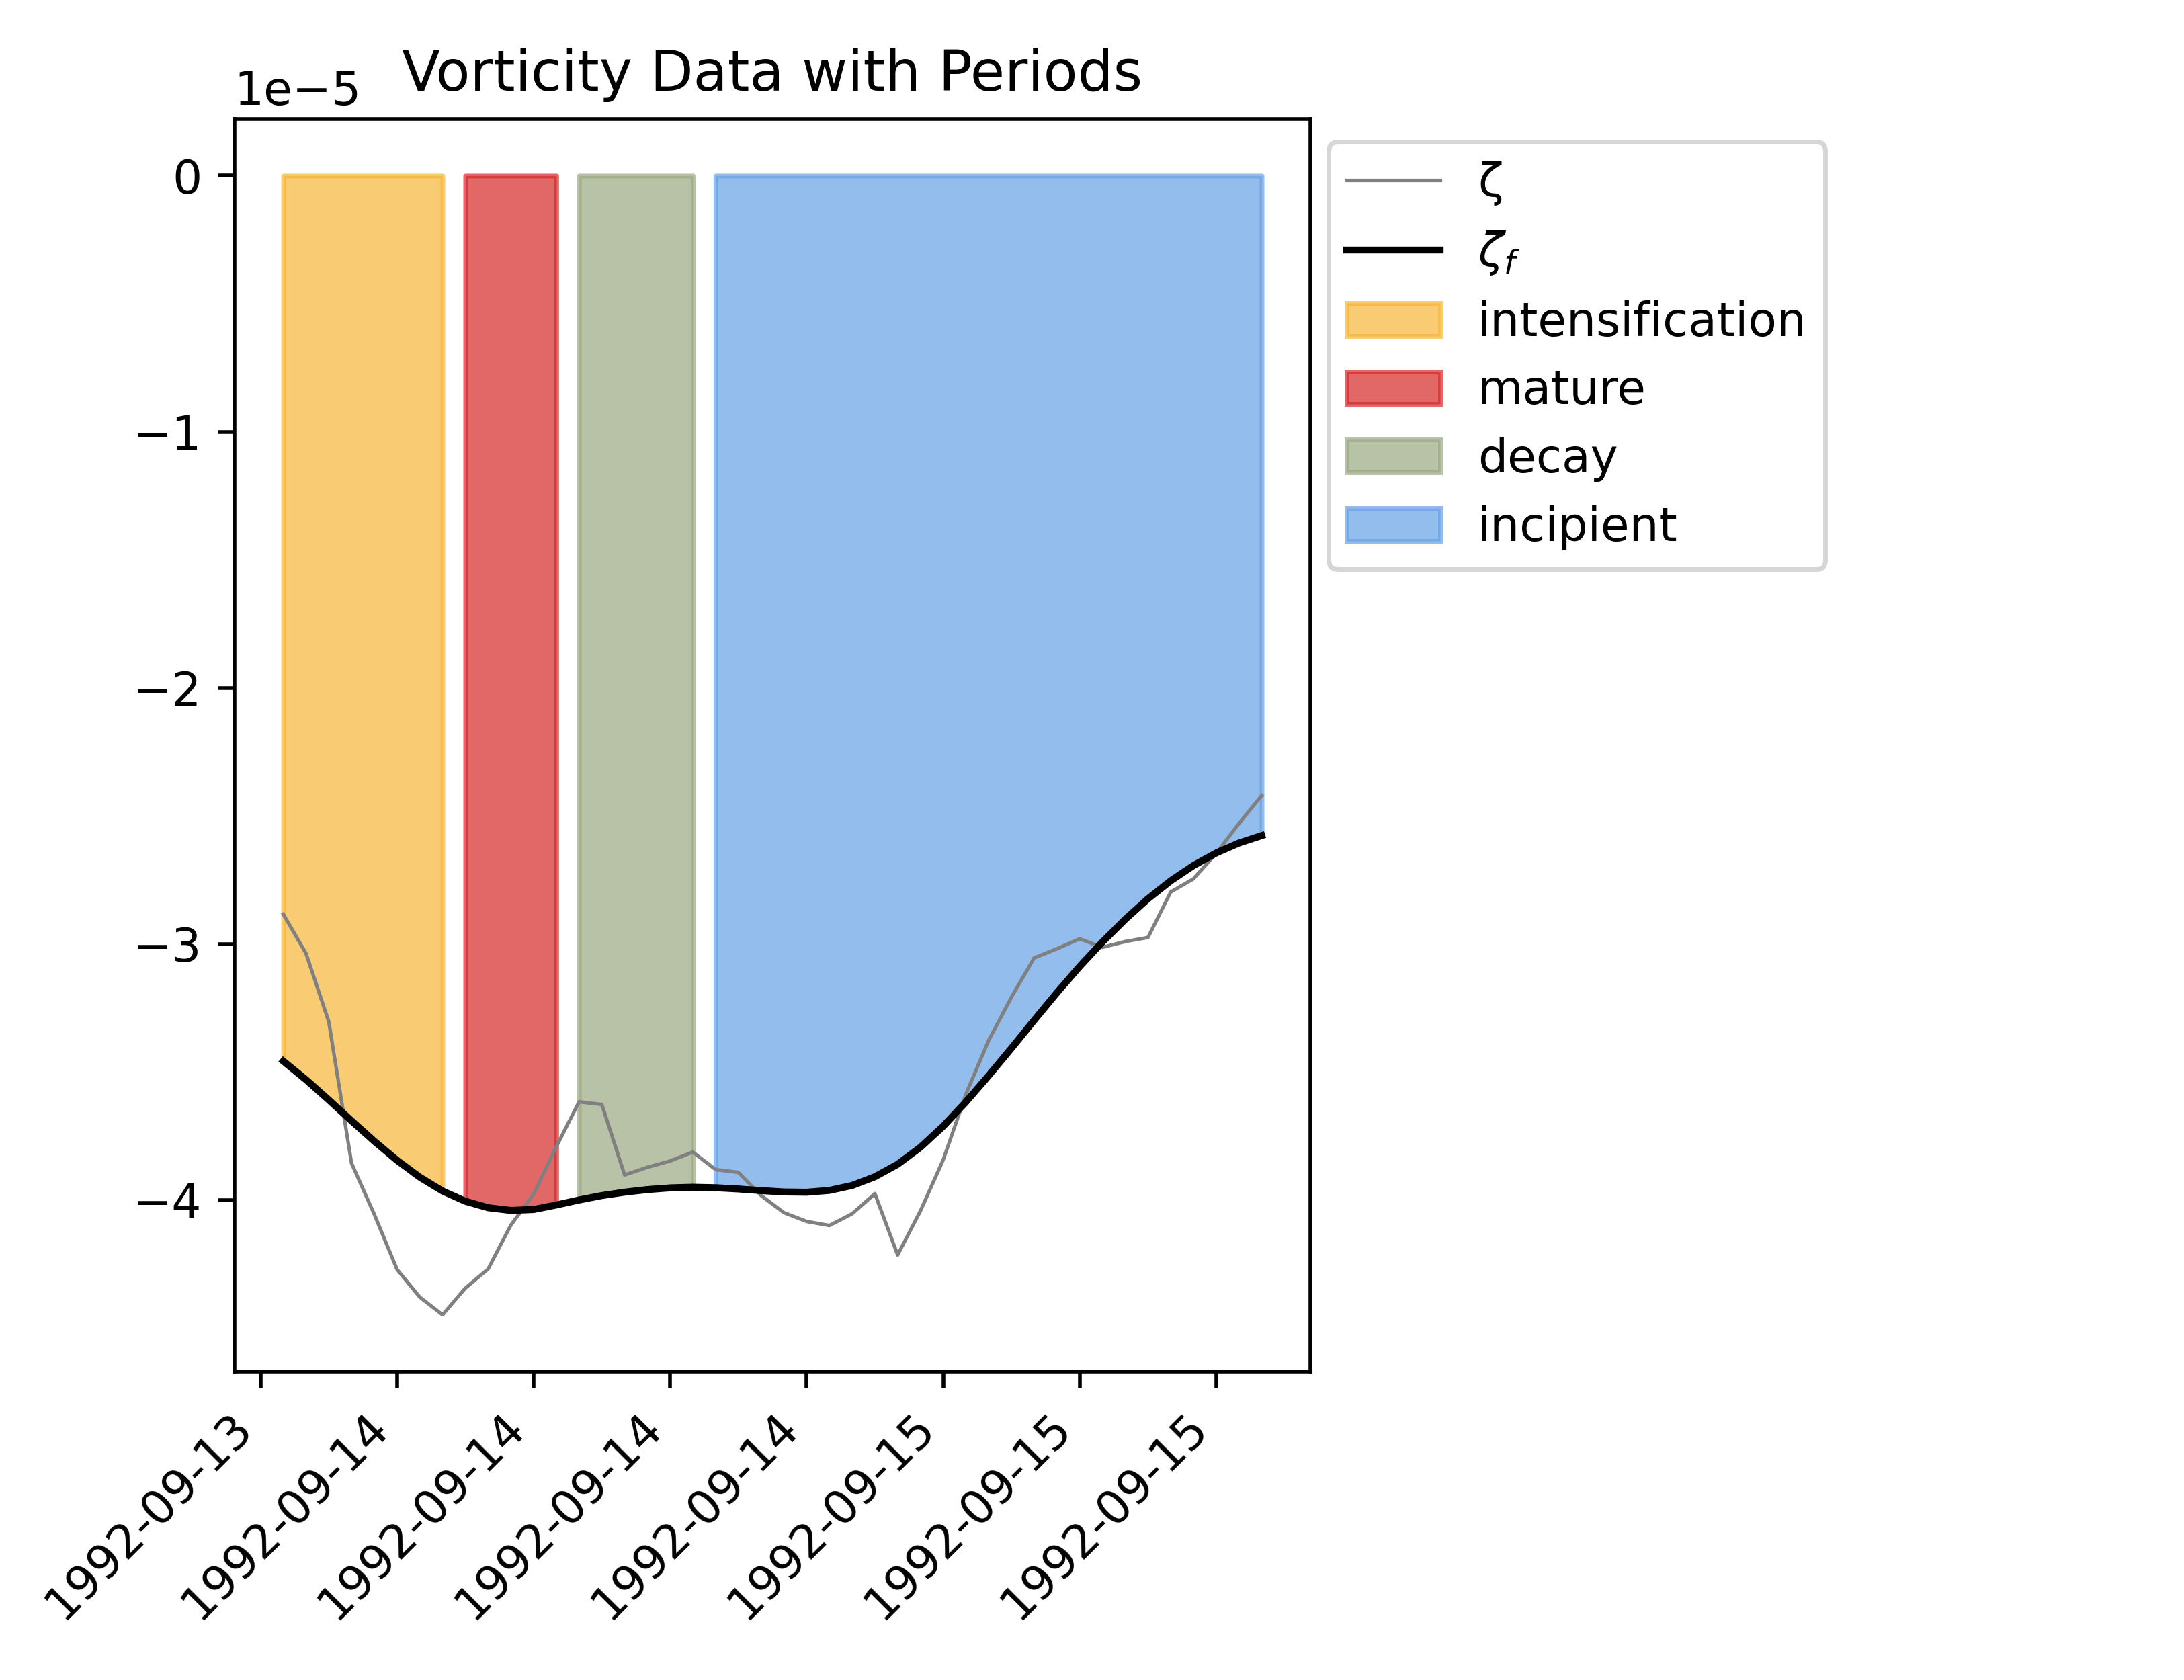 Vorticity Data with Periods
1e−5
0
−1
−2
−3
−4
1992-09-13
1992-09-14
1992-09-14
1992-09-14
1992-09-14
1992-09-15
1992-09-15
1992-09-15
ζ
ζf
intensification
mature
decay
incipient